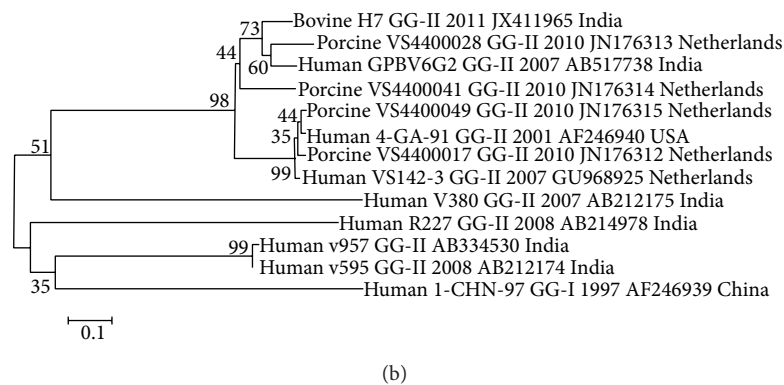 Bovine H7 GG-II 2011 JX411965 India
73
Porcine VS4400028 GG-II 2010 JN176313 Netherlands
44
Human GPBV6G2 GG-II 2007 AB517738 India
60
Porcine VS4400041 GG-II 2010 JN176314 Netherlands
98
Porcine VS4400049 GG-II 2010 JN176315 Netherlands
44
Human 4-GA-91 GG-II 2001 AF246940 USA
35
51
Porcine VS4400017 GG-II 2010 JN176312 Netherlands
99
Human VS142-3 GG-II 2007 GU968925 Netherlands
Human V380 GG-II 2007 AB212175 India
Human R227 GG-II 2008 AB214978 India
99
Human v957 GG-II AB334530 India
Human v595 GG-II 2008 AB212174 India
35
Human 1-CHN-97 GG-I 1997 AF246939 China
0.1
(b)